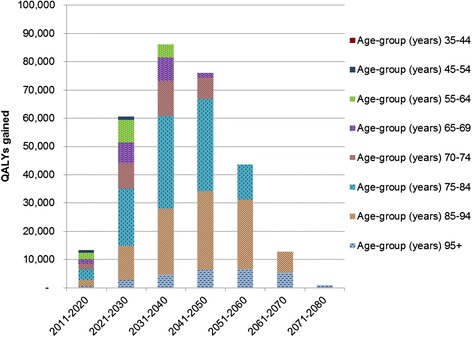 100,000
90,000
80,000
70,000
60,000
50,000
40,000
30,000
20,000
10,000
-
QALYs gained
2011-2020
2021-2030
2031-2040
2041-2050
2051-2060
2061-2070
2071-2080
Age-group (years) 35-44
Age-group (years) 45-54
Age-group (years) 55-64
Age-group (years) 65-69
Age-group (years) 70-74
Age-group (years) 75-84
Age-group (years) 85-94
Age-group (years) 95+